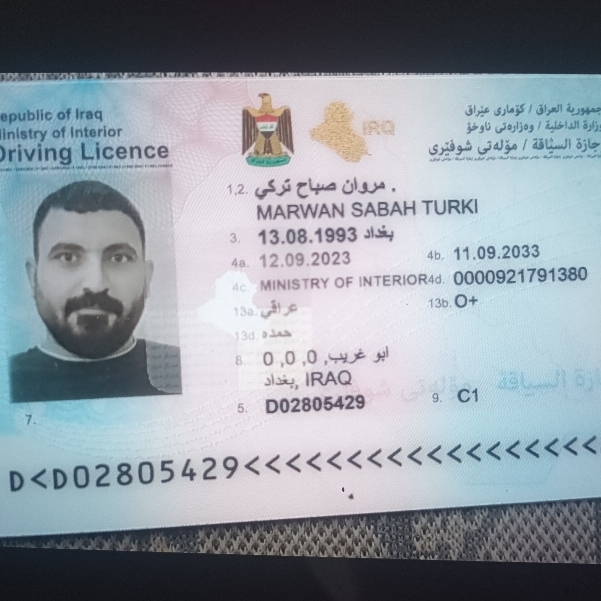 epublic of Iraq
Ministry of Interior
Driving Licence
IRQ
جمهورية العراق / كۆماری عێراق
وزارة الداخلية / وەزارەتی ناوخۆ
جازة السياقة / مۆڵەتی شوفێری
1,2. مروان صباح تركي .
MARWAN SABAH TURKI
3. 13.08.1993 بغداد
4a. 12.09.2023 4b. 11.09.2033
4c. MINISTRY OF INTERIOR 4d. 0000921791380
13a. عراقي 13b. O+
13d. حمده
8. ابو غريب, 0, 0, 0
بغداد, IRAQ
5. D02805429 9. C1
7.
D<D02805429<<<<<<<<<<<<<<<<<<